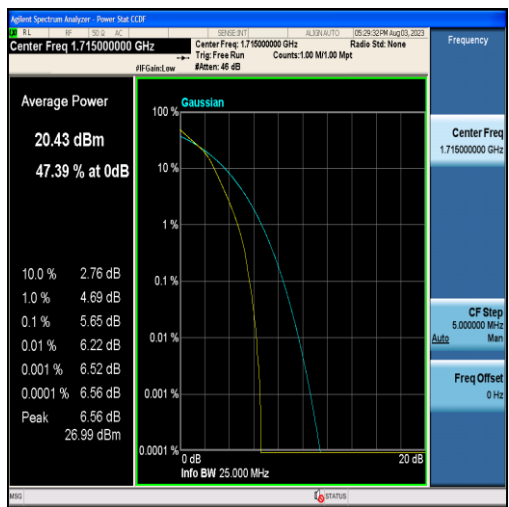 Agilent Spectrum Analyzer - Power Stat CCDF
RL RF 50 Ω AC SENSE:INT ALIGN AUTO 05:29:32 PM Aug 03, 2023
Center Freq 1.715000000 GHz
Center Freq: 1.715000000 GHz Radio Std: None
Trig: Free Run Counts:1.00 M/1.00 Mpt
#IFGain:Low #Atten: 46 dB
Frequency
Average Power
20.43 dBm
47.39 % at 0dB
10.0 % 2.76 dB
1.0 % 4.69 dB
0.1 % 5.65 dB
0.01 % 6.22 dB
0.001 % 6.52 dB
0.0001 % 6.56 dB
Peak 6.56 dB
26.99 dBm
Gaussian
100 %
10 %
1 %
0.1 %
0.01 %
0.001 %
0.0001 %
0 dB 20 dB
Info BW 25.000 MHz
Center Freq
1.715000000 GHz
CF Step
5.000000 MHz
Auto Man
Freq Offset
0 Hz
MSG STATUS